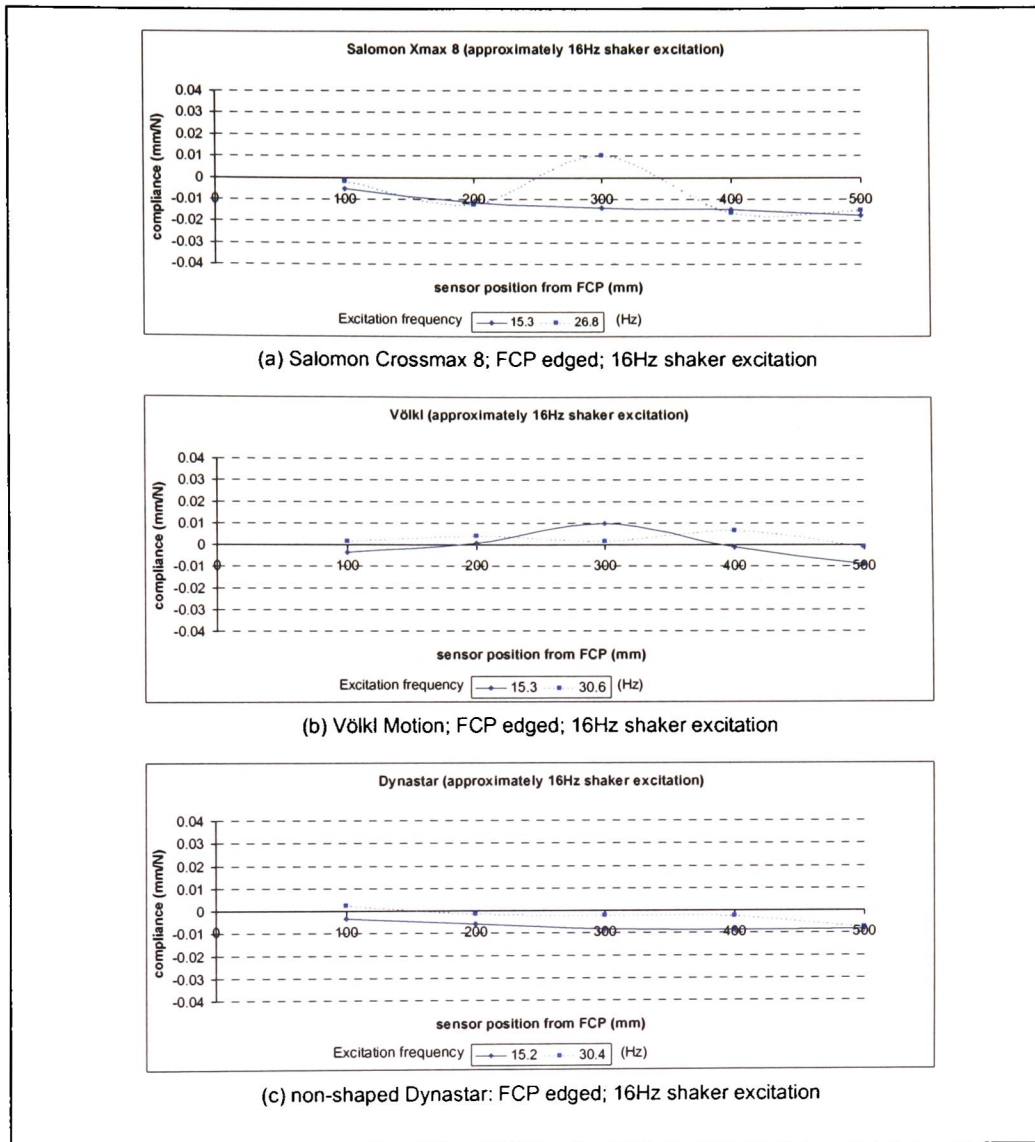 Salomon Xmax 8 (approximately 16Hz shaker excitation)
compliance (mm/N)
0.04
0.03
0.02
0.01
0
-0.01
-0.02
-0.03
-0.04
0 100 200 300 400 500
sensor position from FCP (mm)
Excitation frequency 15.3 26.8 (Hz)
(a) Salomon Crossmax 8; FCP edged; 16Hz shaker excitation
Völkl (approximately 16Hz shaker excitation)
compliance (mm/N)
0.04
0.03
0.02
0.01
0
-0.01
-0.02
-0.03
-0.04
0 100 200 300 400 500
sensor position from FCP (mm)
Excitation frequency 15.3 30.6 (Hz)
(b) Völkl Motion; FCP edged; 16Hz shaker excitation
Dynastar (approximately 16Hz shaker excitation)
compliance (mm/N)
0.04
0.03
0.02
0.01
0
-0.01
-0.02
-0.03
-0.04
0 100 200 300 400 500
sensor position from FCP (mm)
Excitation frequency 15.2 30.4 (Hz)
(c) non-shaped Dynastar: FCP edged; 16Hz shaker excitation